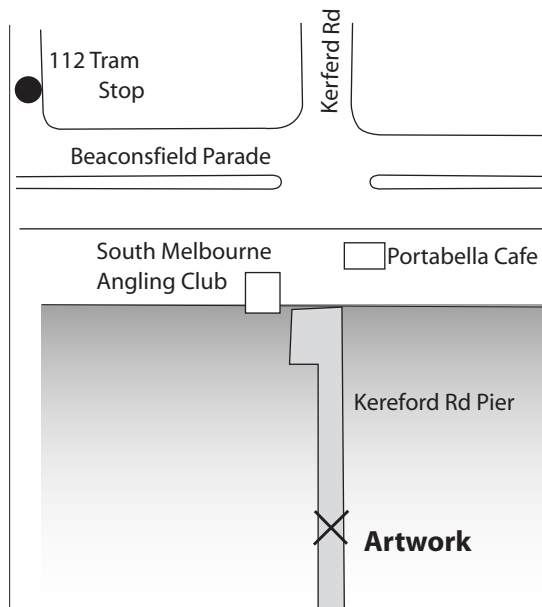 112 Tram
Stop
Kerferd Rd
Beaconsfield Parade
South Melbourne
Angling Club
Portabella Cafe
Kereford Rd Pier
Artwork